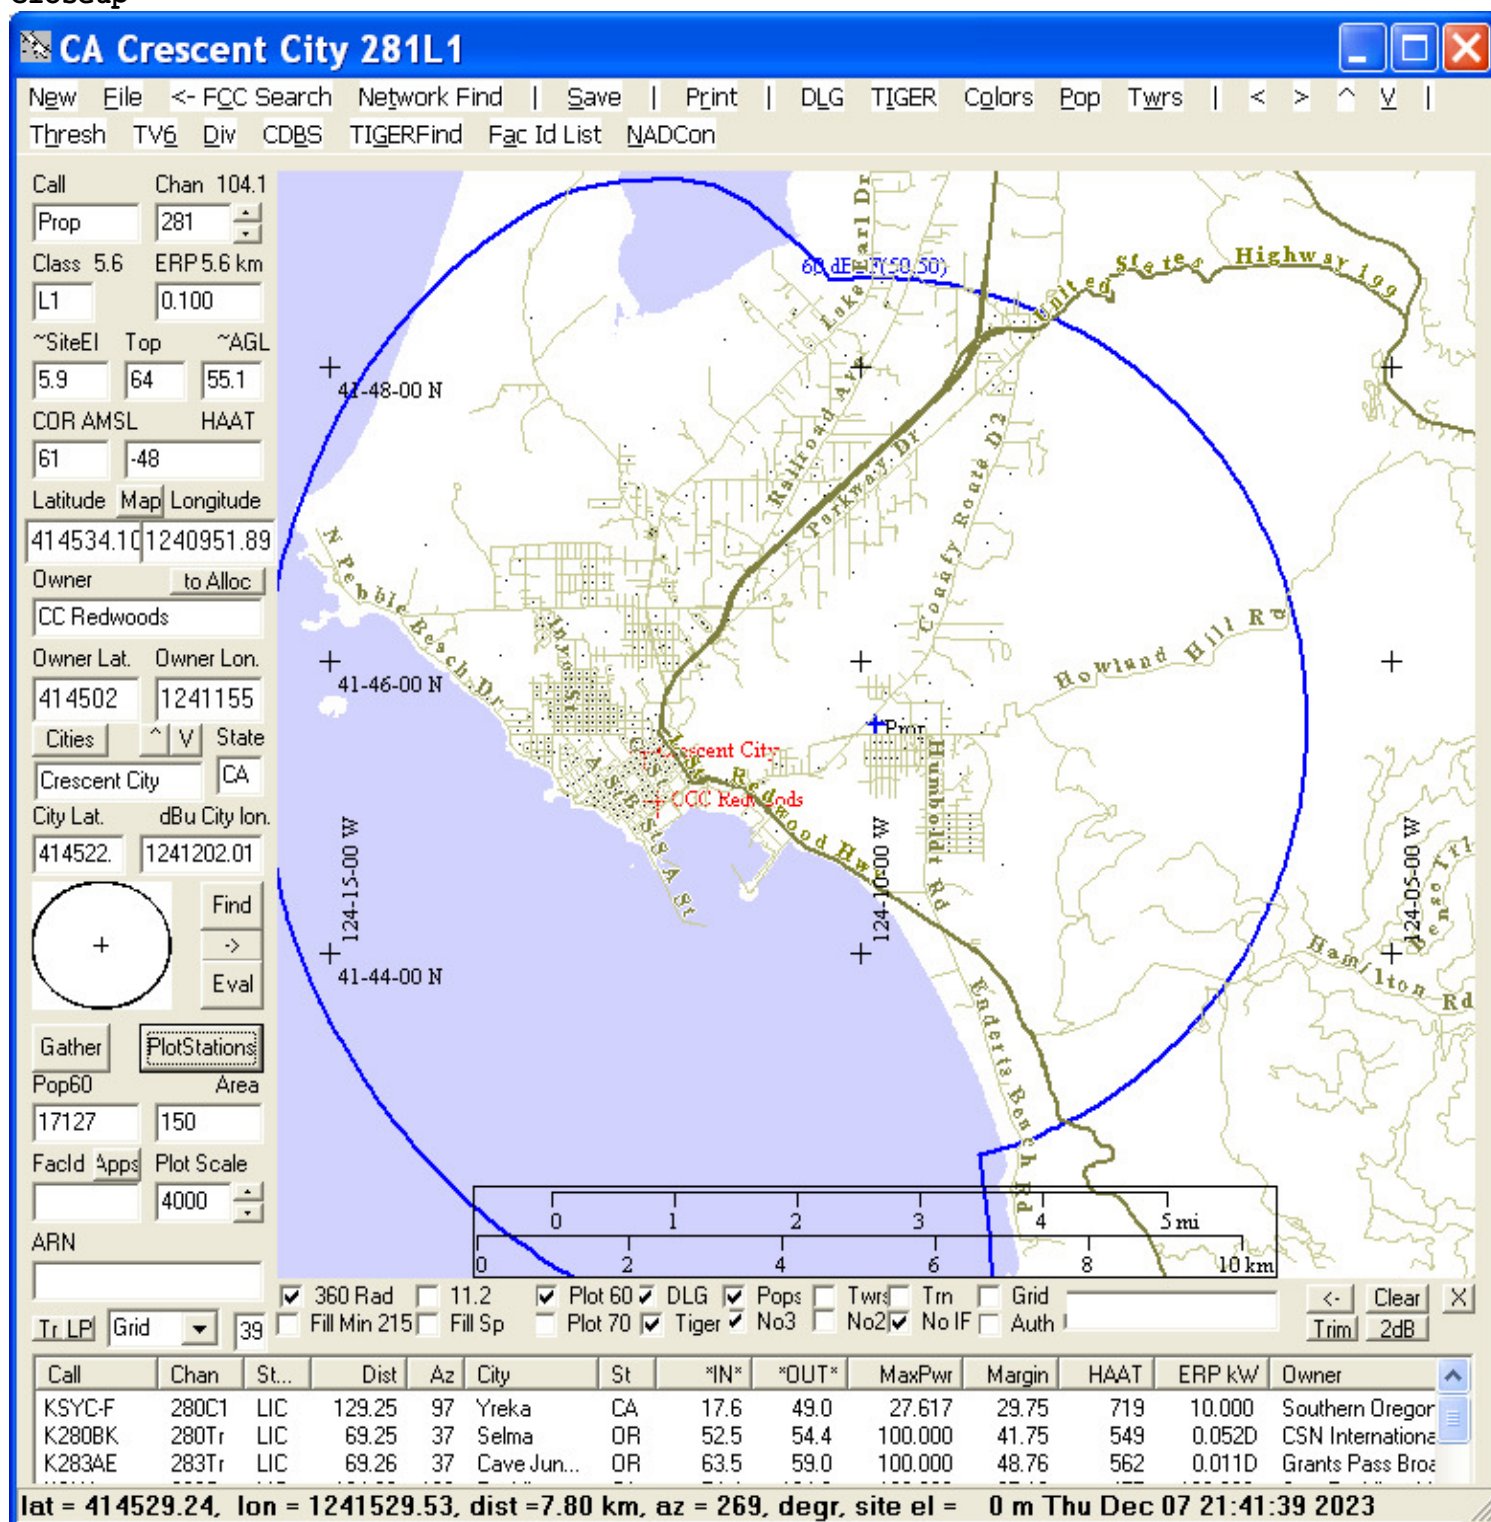 CA Crescent City 281L1
New File <- FCC Search Network Find | Save | Print | DLG TIGER Colors Pop Twrs | < > ^ V |
Thresh TV6 Div CDBS TIGERFind Fac Id List NADCon
Call Chan 104.1
Prop 281
Class 5.6 ERP 5.6 km
L1 0.100
~SiteEl Top ~AGL
5.9 64 55.1
COR AMSL HAAT
61 -48
Latitude Map Longitude
414534.10 1240951.89
Owner to Alloc
CC Redwoods
Owner Lat. Owner Lon.
414502 1241155
Cities ^ V State
Crescent City CA
City Lat. dBu City lon.
414522. 1241202.01
Find
->
Eval
Gather PlotStations
Pop60 Area
17127 150
FacId Apps Plot Scale
4000
ARN
Tr LP Grid 39
60 dB F(50,50)
Lake Earl Dr
United States Highway 199
41-48-00 N
Railroad Ave
Parkway Dr
County Route D2
N Pebble Beach Dr
Inyo St
Howland Hill Rd
41-46-00 N
Prop
Crescent City
CCC Redwoods
A St
B St
C St
L St
Redwood Hwy
Humboldt Rd
S A St
124-15-00 W
124-10-00 W
124-05-00 W
41-44-00 N
Hamilton Rd
Enderts Beach Rd
0 1 2 3 4 5 mi
0 2 4 6 8 10 km
360 Rad 11.2 Plot 60 DLG Pops Twrs Trn Grid <- Clear X
Fill Min 215 Fill Sp Plot 70 Tiger No3 No2 No IF Auth Trim 2dB
Call Chan St... Dist Az City St *IN* *OUT* MaxPwr Margin HAAT ERP kW Owner
KSYC-F 280C1 LIC 129.25 97 Yreka CA 17.6 49.0 27.617 29.75 719 10.000 Southern Oregor
K280BK 280Tr LIC 69.25 37 Selma OR 52.5 54.4 100.000 41.75 549 0.052D CSN Internationa
K283AE 283Tr LIC 69.26 37 Cave Jun... OR 63.5 59.0 100.000 48.76 562 0.011D Grants Pass Broa
lat = 414529.24, lon = 1241529.53, dist =7.80 km, az = 269, degr, site el = 0 m Thu Dec 07 21:41:39 2023